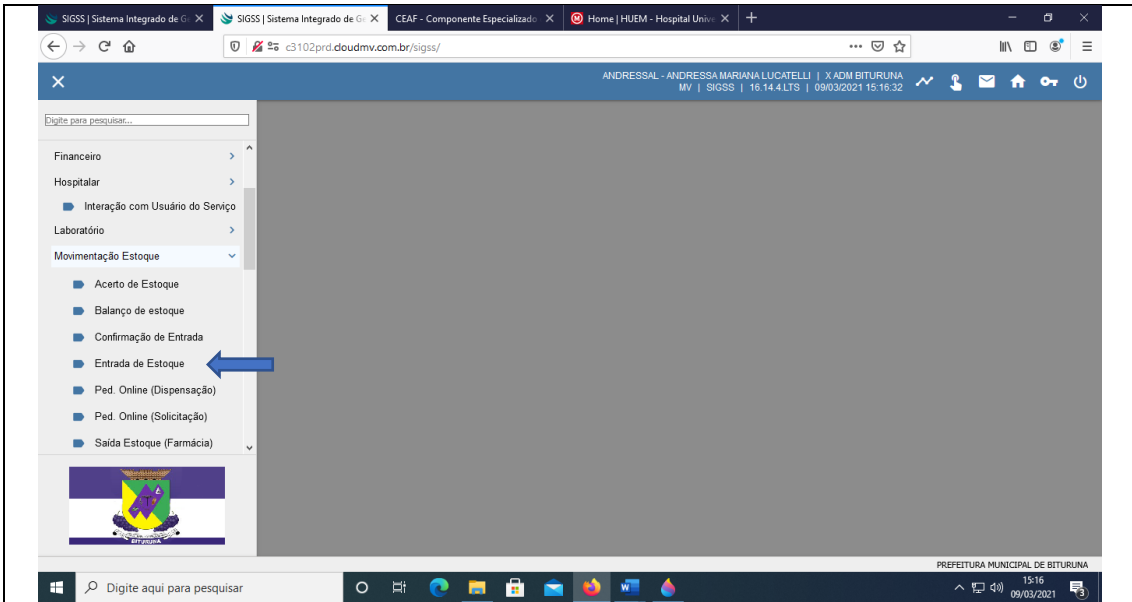 SIGSS | Sistema Integrado de Ge
SIGSS | Sistema Integrado de Ge
CEAF - Componente Especializado
Home | HUEM - Hospital Unive
c3102prd.cloudmv.com.br/sigss/
ANDRESSAL - ANDRESSA MARIANA LUCATELLI | X ADM BITURUNA
MV | SIGSS | 16.14.4.LTS | 09/03/2021 15:16:32
Digite para pesquisar...
Financeiro
Hospitalar
Interação com Usuário do Serviço
Laboratório
Movimentação Estoque
Acerto de Estoque
Balanço de estoque
Confirmação de Entrada
Entrada de Estoque
Ped. Online (Dispensação)
Ped. Online (Solicitação)
Saída Estoque (Farmácia)
BITURUNA
PREFEITURA MUNICIPAL DE BITURUNA
Digite aqui para pesquisar
15:16
09/03/2021
3